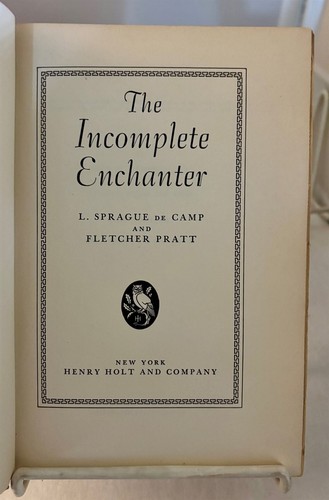 The
Incomplete
Enchanter
L. SPRAGUE DE CAMP
AND
FLETCHER PRATT
NEW YORK
HENRY HOLT AND COMPANY